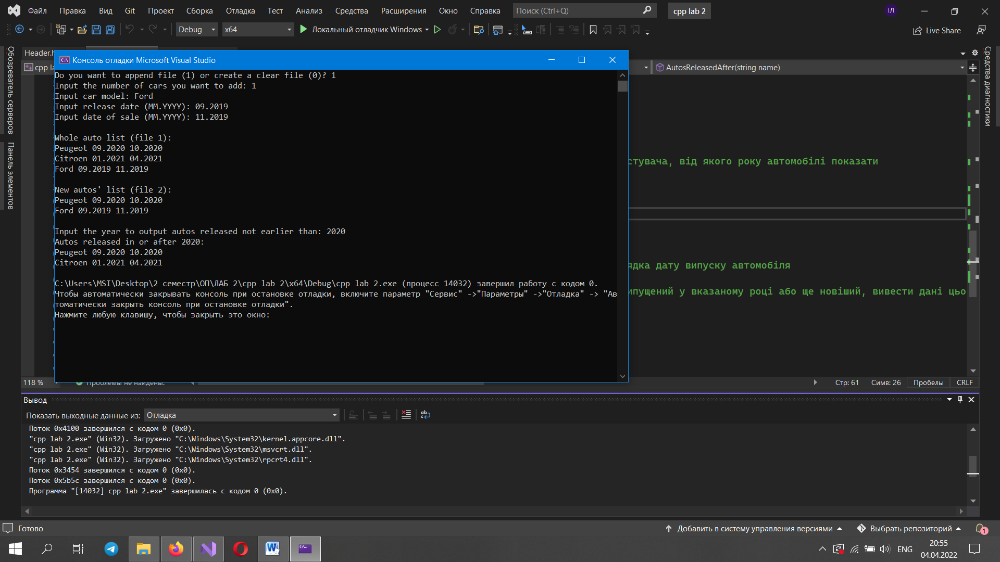 Файл Правка Вид Git Проект Сборка Отладка Тест Анализ Средства Расширения Окно Справка Поиск (Ctrl+Q) cpp lab 2 ІЛ
Debug x64 Локальный отладчик Windows Live Share
Обозреватель серверов
Панель элементов
Средства диагностики
Header.h
cpp la
AutosReleasedAfter(string name)
Консоль отладки Microsoft Visual Studio
Do you want to append file (1) or create a clear file (0)? 1
Input the number of cars you want to add: 1
Input car model: Ford
Input release date (MM.YYYY): 09.2019
Input date of sale (MM.YYYY): 11.2019
Whole auto list (file 1):
Peugeot 09.2020 10.2020
Citroen 01.2021 04.2021
Ford 09.2019 11.2019
New autos' list (file 2):
Peugeot 09.2020 10.2020
Ford 09.2019 11.2019
Input the year to output autos released not earlier than: 2020
Autos released in or after 2020:
Peugeot 09.2020 10.2020
Citroen 01.2021 04.2021
C:\Users\MSI\Desktop\2 семестр\ОП\ЛАБ 2\cpp lab 2\x64\Debug\cpp lab 2.exe (процесс 14032) завершил работу с кодом 0.
Чтобы автоматически закрывать консоль при остановке отладки, включите параметр "Сервис" ->"Параметры" ->"Отладка" -> "Ав
томатически закрыть консоль при остановке отладки".
Нажмите любую клавишу, чтобы закрыть это окно:
стувача, від якого року автомобілі показати
ядка дату випуску автомобіля
ипущений у вказаному році або ще новіший, вивести дані цьо
118 % Проблемы не найдены. Стр: 61 Симв: 26 Пробелы CRLF
Вывод
Показать выходные данные из: Отладка
Поток 0x4100 завершился с кодом 0 (0x0).
"cpp lab 2.exe" (Win32). Загружено "C:\Windows\System32\kernel.appcore.dll".
"cpp lab 2.exe" (Win32). Загружено "C:\Windows\System32\msvcrt.dll".
"cpp lab 2.exe" (Win32). Загружено "C:\Windows\System32\rpcrt4.dll".
Поток 0x3454 завершился с кодом 0 (0x0).
Поток 0x5b5c завершился с кодом 0 (0x0).
Программа "[14032] cpp lab 2.exe" завершилась с кодом 0 (0x0).
Готово Добавить в систему управления версиями Выбрать репозиторий 1
ENG
20:55
04.04.2022